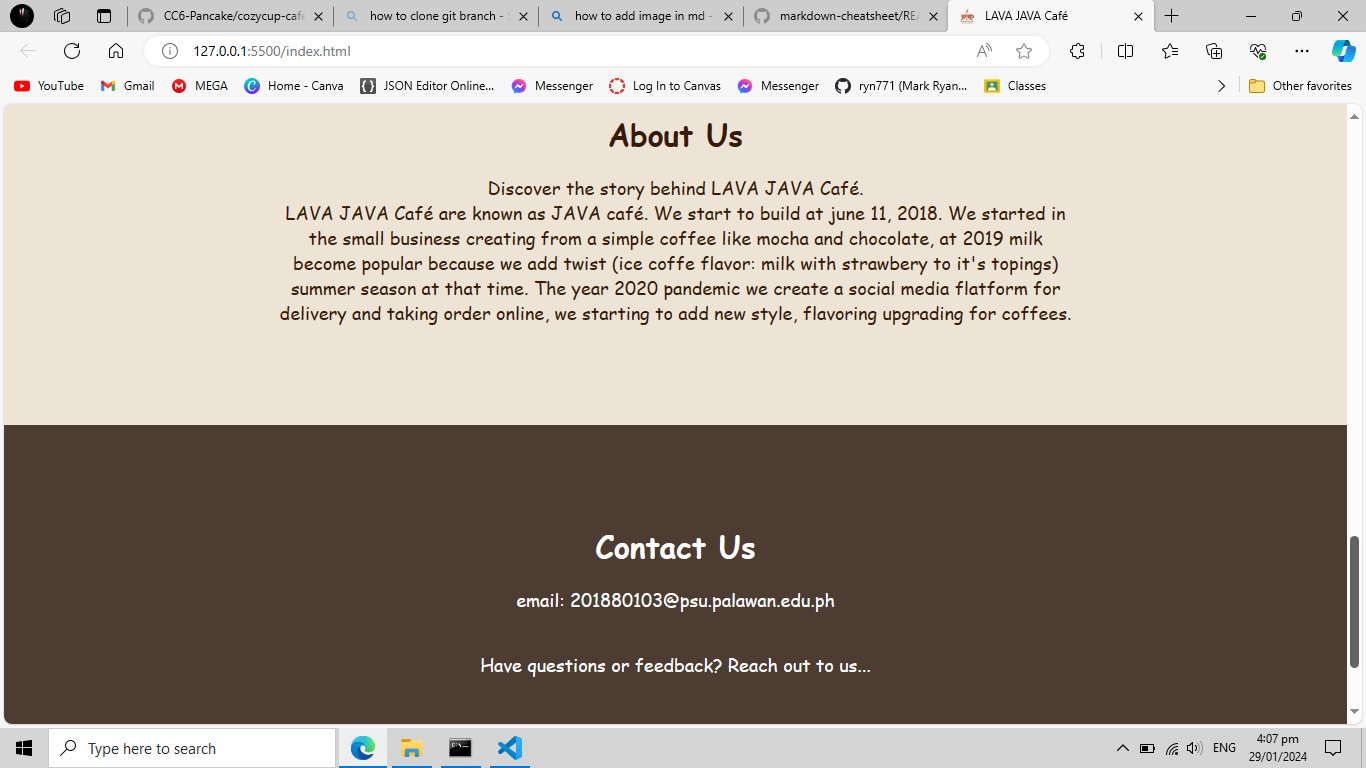 CC6-Pancake/cozycup-cafe
how to clone git branch - S
how to add image in md -
markdown-cheatsheet/REA
LAVA JAVA Café
127.0.0.1:5500/index.html
YouTube
Gmail
MEGA
Home - Canva
JSON Editor Online...
Messenger
Log In to Canvas
Messenger
ryn771 (Mark Ryan...
Classes
Other favorites
About Us
Discover the story behind LAVA JAVA Café.
LAVA JAVA Café are known as JAVA café. We start to build at june 11, 2018. We started in
the small business creating from a simple coffee like mocha and chocolate, at 2019 milk
become popular because we add twist (ice coffe flavor: milk with strawbery to it's topings)
summer season at that time. The year 2020 pandemic we create a social media flatform for
delivery and taking order online, we starting to add new style, flavoring upgrading for coffees.
Contact Us
email: 201880103@psu.palawan.edu.ph
Have questions or feedback? Reach out to us...
Type here to search
ENG
4:07 pm
29/01/2024